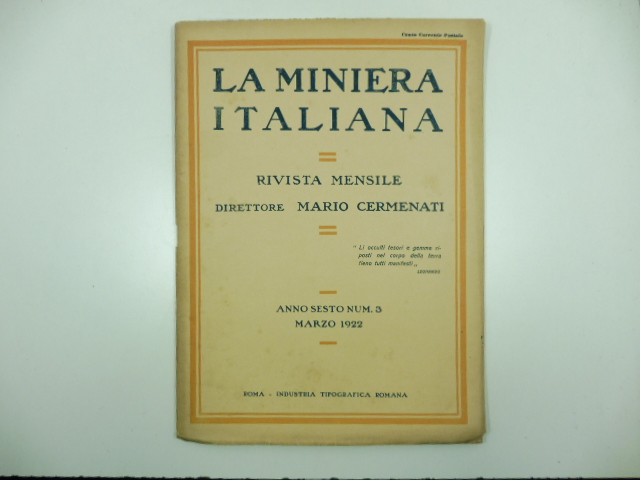 Conto Corrente Postale
LA MINIERA
ITALIANA
RIVISTA MENSILE
DIRETTORE MARIO CERMENATI
" Li occulti tesori e gemme ri-
posti nel corpo della terra
fieno tutti manifesti „
LEONARDO
ANNO SESTO NUM. 3
MARZO 1922
ROMA - INDUSTRIA TIPOGRAFICA ROMANA